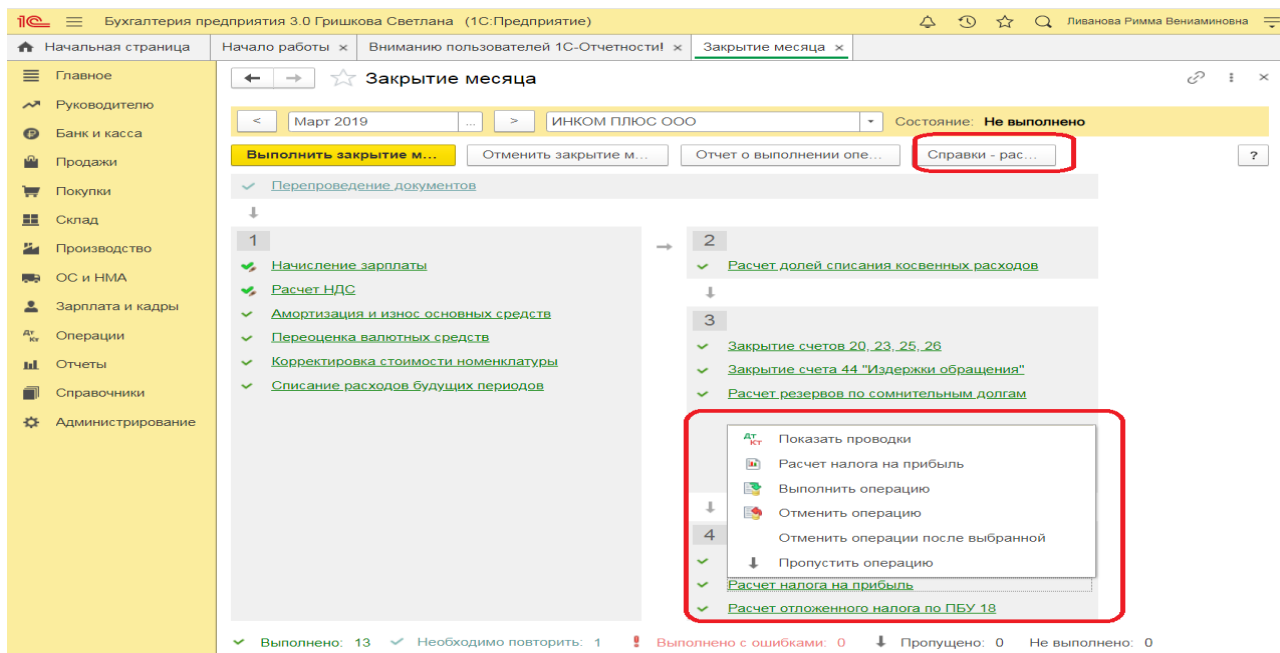 1С Бухгалтерия предприятия 3.0 Гришкова Светлана (1С:Предприятие) Ливанова Римма Вениаминовна
Начальная страница Начало работы × Вниманию пользователей 1С-Отчетности! × Закрытие месяца ×
Главное
Руководителю
Банк и касса
Продажи
Покупки
Склад
Производство
ОС и НМА
Зарплата и кадры
Операции
Отчеты
Справочники
Администрирование
Закрытие месяца
< Март 2019 ... > ИНКОМ ПЛЮС ООО Состояние: Не выполнено
Выполнить закрытие м... Отменить закрытие м... Отчет о выполнении опе... Справки - рас... ?
Перепроведение документов
1
Начисление зарплаты
Расчет НДС
Амортизация и износ основных средств
Переоценка валютных средств
Корректировка стоимости номенклатуры
Списание расходов будущих периодов
2
Расчет долей списания косвенных расходов
3
Закрытие счетов 20, 23, 25, 26
Закрытие счета 44 "Издержки обращения"
Расчет резервов по сомнительным долгам
Дт Кт Показать проводки
Расчет налога на прибыль
Выполнить операцию
Отменить операцию
Отменить операции после выбранной
Пропустить операцию
4
Расчет налога на прибыль
Расчет отложенного налога по ПБУ 18
Выполнено: 13 Необходимо повторить: 1 Выполнено с ошибками: 0 Пропущено: 0 Не выполнено: 0